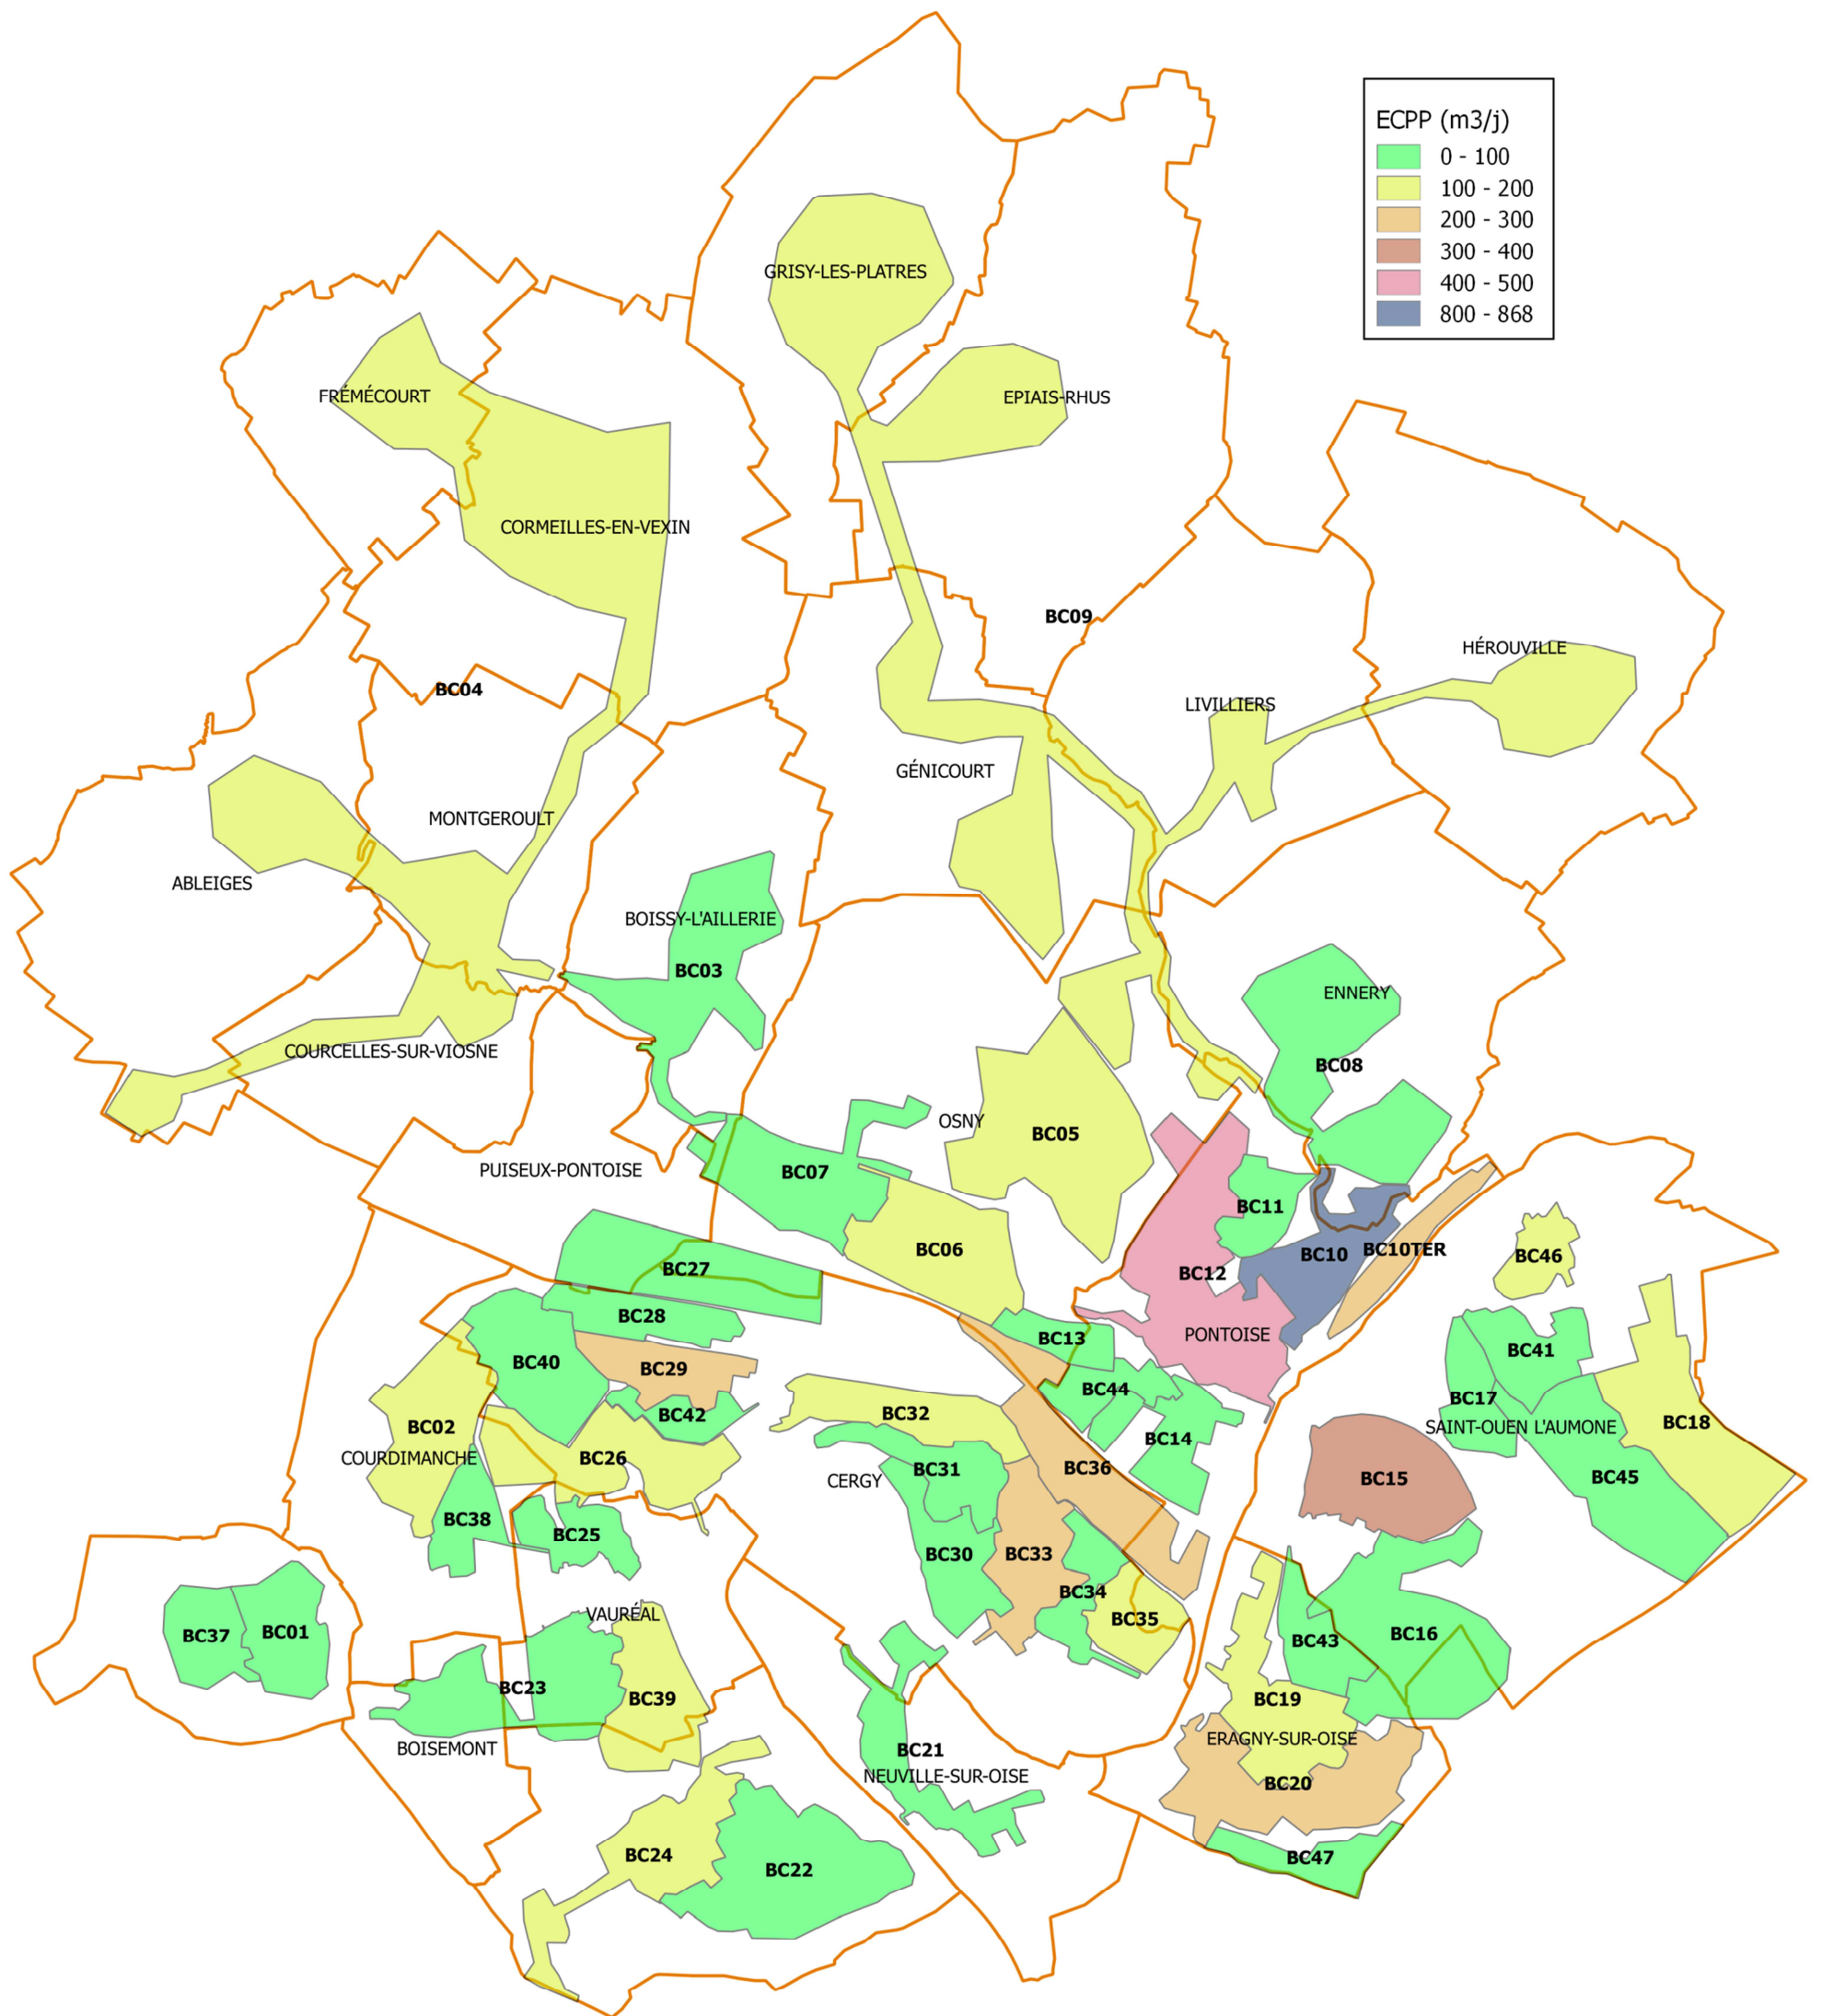 ECPP (m3/j)
0 - 100
100 - 200
200 - 300
300 - 400
400 - 500
800 - 868
GRISY-LES-PLATRES
FRÉMÉCOURT
EPIAIS-RHUS
CORMEILLES-EN-VEXIN
BC09
HÉROUVILLE
BC04
LIVILLIERS
GÉNICOURT
MONTGEROULT
ABLEIGES
BOISSY-L'AILLERIE
BC03
ENNERY
COURCELLES-SUR-VIOSNE
BC08
OSNY
BC05
PUISEUX-PONTOISE
BC07
BC11
BC06
BC10TER
BC10
BC46
BC27
BC12
BC28
PONTOISE
BC13
BC41
BC40
BC29
BC44
BC17
BC32
BC42
BC18
BC02
SAINT-OUEN L'AUMONE
BC14
COURDIMANCHE
BC26
BC36
BC31
BC15
BC45
CERGY
BC38
BC25
BC30
BC33
BC34
VAURÉAL
BC35
BC37
BC01
BC16
BC43
BC23
BC39
BC19
ERAGNY-SUR-OISE
BOISEMONT
BC21
NEUVILLE-SUR-OISE
BC20
BC24
BC47
BC22